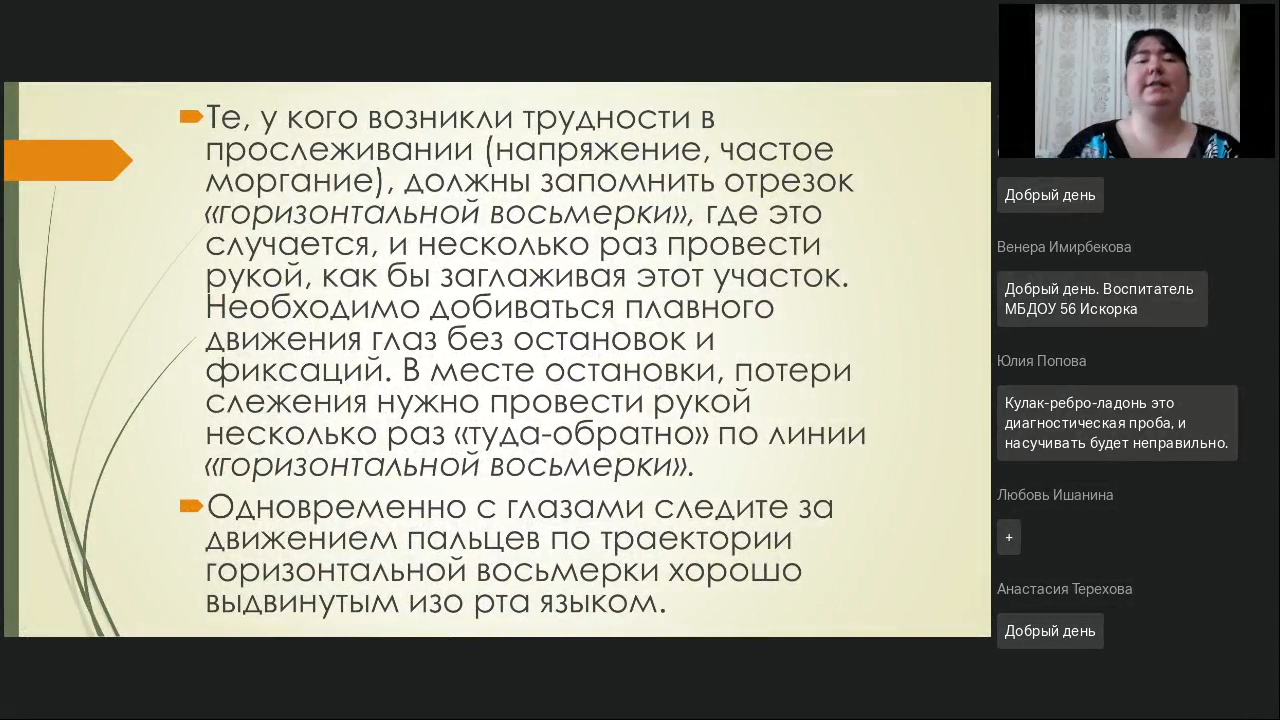 Те, у кого возникли трудности в
прослеживании (напряжение, частое
моргание), должны запомнить отрезок
«горизонтальной восьмерки», где это
случается, и несколько раз провести
рукой, как бы заглаживая этот участок.
Необходимо добиваться плавного
движения глаз без остановок и
фиксаций. В месте остановки, потери
слежения нужно провести рукой
несколько раз «туда-обратно» по линии
«горизонтальной восьмерки».
Одновременно с глазами следите за
движением пальцев по траектории
горизонтальной восьмерки хорошо
выдвинутым изо рта языком.
Добрый день
Венера Имирбекова
Добрый день. Воспитатель
МБДОУ 56 Искорка
Юлия Попова
Кулак-ребро-ладонь это
диагностическая проба, и
насучивать будет неправильно.
Любовь Ишанина
+
Анастасия Терехова
Добрый день